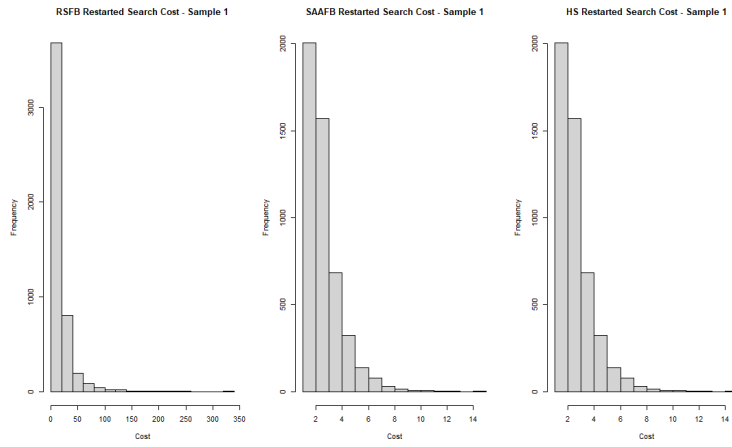 RSFB Restarted Search Cost - Sample 1
Frequency
0
1000
2000
3000
0 50 100 150 200 250 300 350
Cost
SAAFB Restarted Search Cost - Sample 1
Frequency
0
500
1000
1500
2000
2 4 6 8 10 12 14
Cost
HS Restarted Search Cost - Sample 1
Frequency
0
500
1000
1500
2000
2 4 6 8 10 12 14
Cost